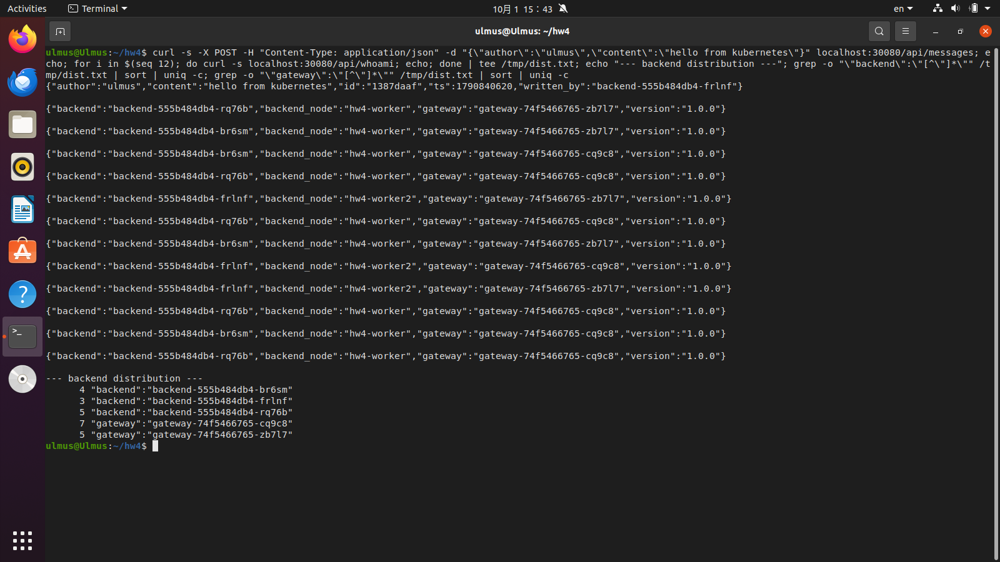 Activities Terminal 10月 1 15：43 en
ulmus@Ulmus: ~/hw4
ulmus@Ulmus:~/hw4$ curl -s -X POST -H "Content-Type: application/json" -d "{\"author\":\"ulmus\",\"content\":\"hello from kubernetes\"}" localhost:30080/api/messages; e
cho; for i in $(seq 12); do curl -s localhost:30080/api/whoami; echo; done | tee /tmp/dist.txt; echo "--- backend distribution ---"; grep -o "\"backend\":\"[^\"]*\"" /t
mp/dist.txt | sort | uniq -c; grep -o "\"gateway\":\"[^\"]*\"" /tmp/dist.txt | sort | uniq -c
{"author":"ulmus","content":"hello from kubernetes","id":"1387daaf","ts":1790840620,"written_by":"backend-555b484db4-frlnf"}
{"backend":"backend-555b484db4-rq76b","backend_node":"hw4-worker","gateway":"gateway-74f5466765-zb7l7","version":"1.0.0"}
{"backend":"backend-555b484db4-br6sm","backend_node":"hw4-worker","gateway":"gateway-74f5466765-zb7l7","version":"1.0.0"}
{"backend":"backend-555b484db4-br6sm","backend_node":"hw4-worker","gateway":"gateway-74f5466765-cq9c8","version":"1.0.0"}
{"backend":"backend-555b484db4-rq76b","backend_node":"hw4-worker","gateway":"gateway-74f5466765-cq9c8","version":"1.0.0"}
{"backend":"backend-555b484db4-frlnf","backend_node":"hw4-worker2","gateway":"gateway-74f5466765-zb7l7","version":"1.0.0"}
{"backend":"backend-555b484db4-rq76b","backend_node":"hw4-worker","gateway":"gateway-74f5466765-cq9c8","version":"1.0.0"}
{"backend":"backend-555b484db4-br6sm","backend_node":"hw4-worker","gateway":"gateway-74f5466765-zb7l7","version":"1.0.0"}
{"backend":"backend-555b484db4-frlnf","backend_node":"hw4-worker2","gateway":"gateway-74f5466765-cq9c8","version":"1.0.0"}
{"backend":"backend-555b484db4-frlnf","backend_node":"hw4-worker2","gateway":"gateway-74f5466765-zb7l7","version":"1.0.0"}
{"backend":"backend-555b484db4-rq76b","backend_node":"hw4-worker","gateway":"gateway-74f5466765-cq9c8","version":"1.0.0"}
{"backend":"backend-555b484db4-br6sm","backend_node":"hw4-worker","gateway":"gateway-74f5466765-cq9c8","version":"1.0.0"}
{"backend":"backend-555b484db4-rq76b","backend_node":"hw4-worker","gateway":"gateway-74f5466765-cq9c8","version":"1.0.0"}
--- backend distribution ---
4 "backend":"backend-555b484db4-br6sm"
3 "backend":"backend-555b484db4-frlnf"
5 "backend":"backend-555b484db4-rq76b"
7 "gateway":"gateway-74f5466765-cq9c8"
5 "gateway":"gateway-74f5466765-zb7l7"
ulmus@Ulmus:~/hw4$